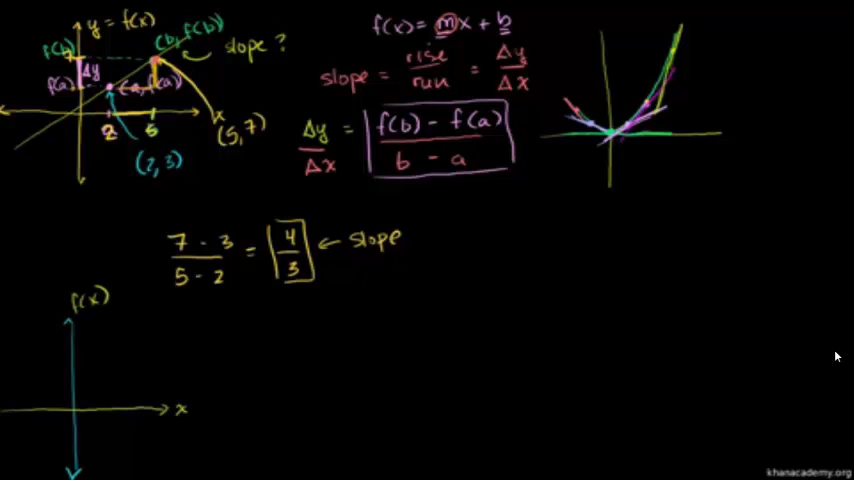 y = f(x)
(b, f(b))
f(b)
slope ?
f(a)
Δy
(a, f(a))
x
2
5
(5, 7)
(2, 3)
f(x) = mx + b
slope = rise / run = Δy / Δx
Δy / Δx = f(b) - f(a) / b - a
7 - 3 / 5 - 2 = 4 / 3 ← slope
f(x)
x
khanacademy.org